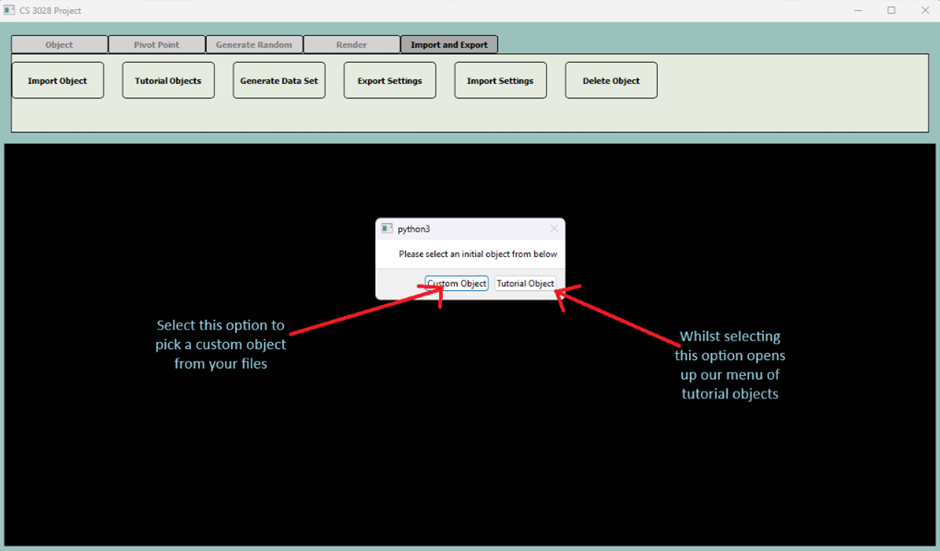 CS 3028 Project
Object Pivot Point Generate Random Render Import and Export
Import Object Tutorial Objects Generate Data Set Export Settings Import Settings Delete Object
python3
Please select an initial object from below
Custom Object Tutorial Object
Select this option to
pick a custom object
from your files
Whilst selecting
this option opens
up our menu of
tutorial objects